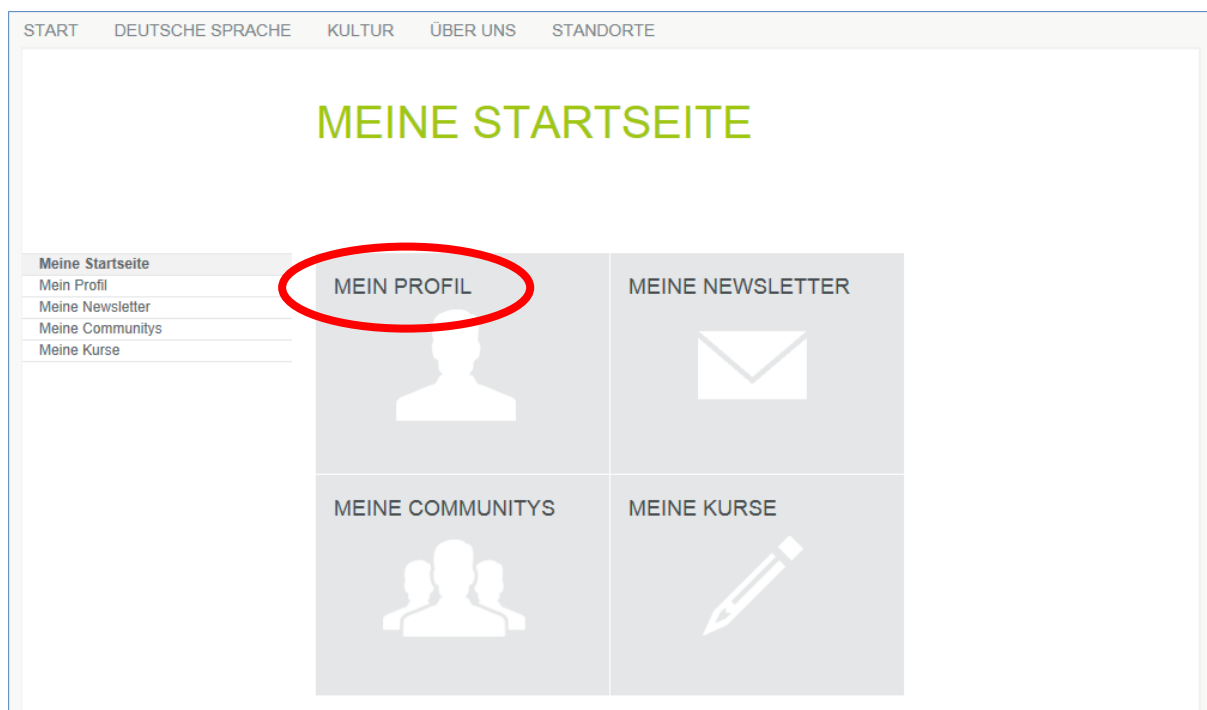 START DEUTSCHE SPRACHE KULTUR ÜBER UNS STANDORTE
MEINE STARTSEITE
Meine Startseite
Mein Profil
Meine Newsletter
Meine Communitys
Meine Kurse
MEIN PROFIL
MEINE NEWSLETTER
MEINE COMMUNITYS
MEINE KURSE